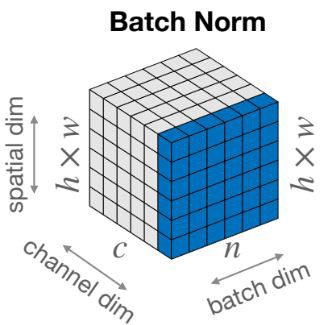 Batch Norm
spatial dim
h × w
h × w
c
n
channel dim
batch dim